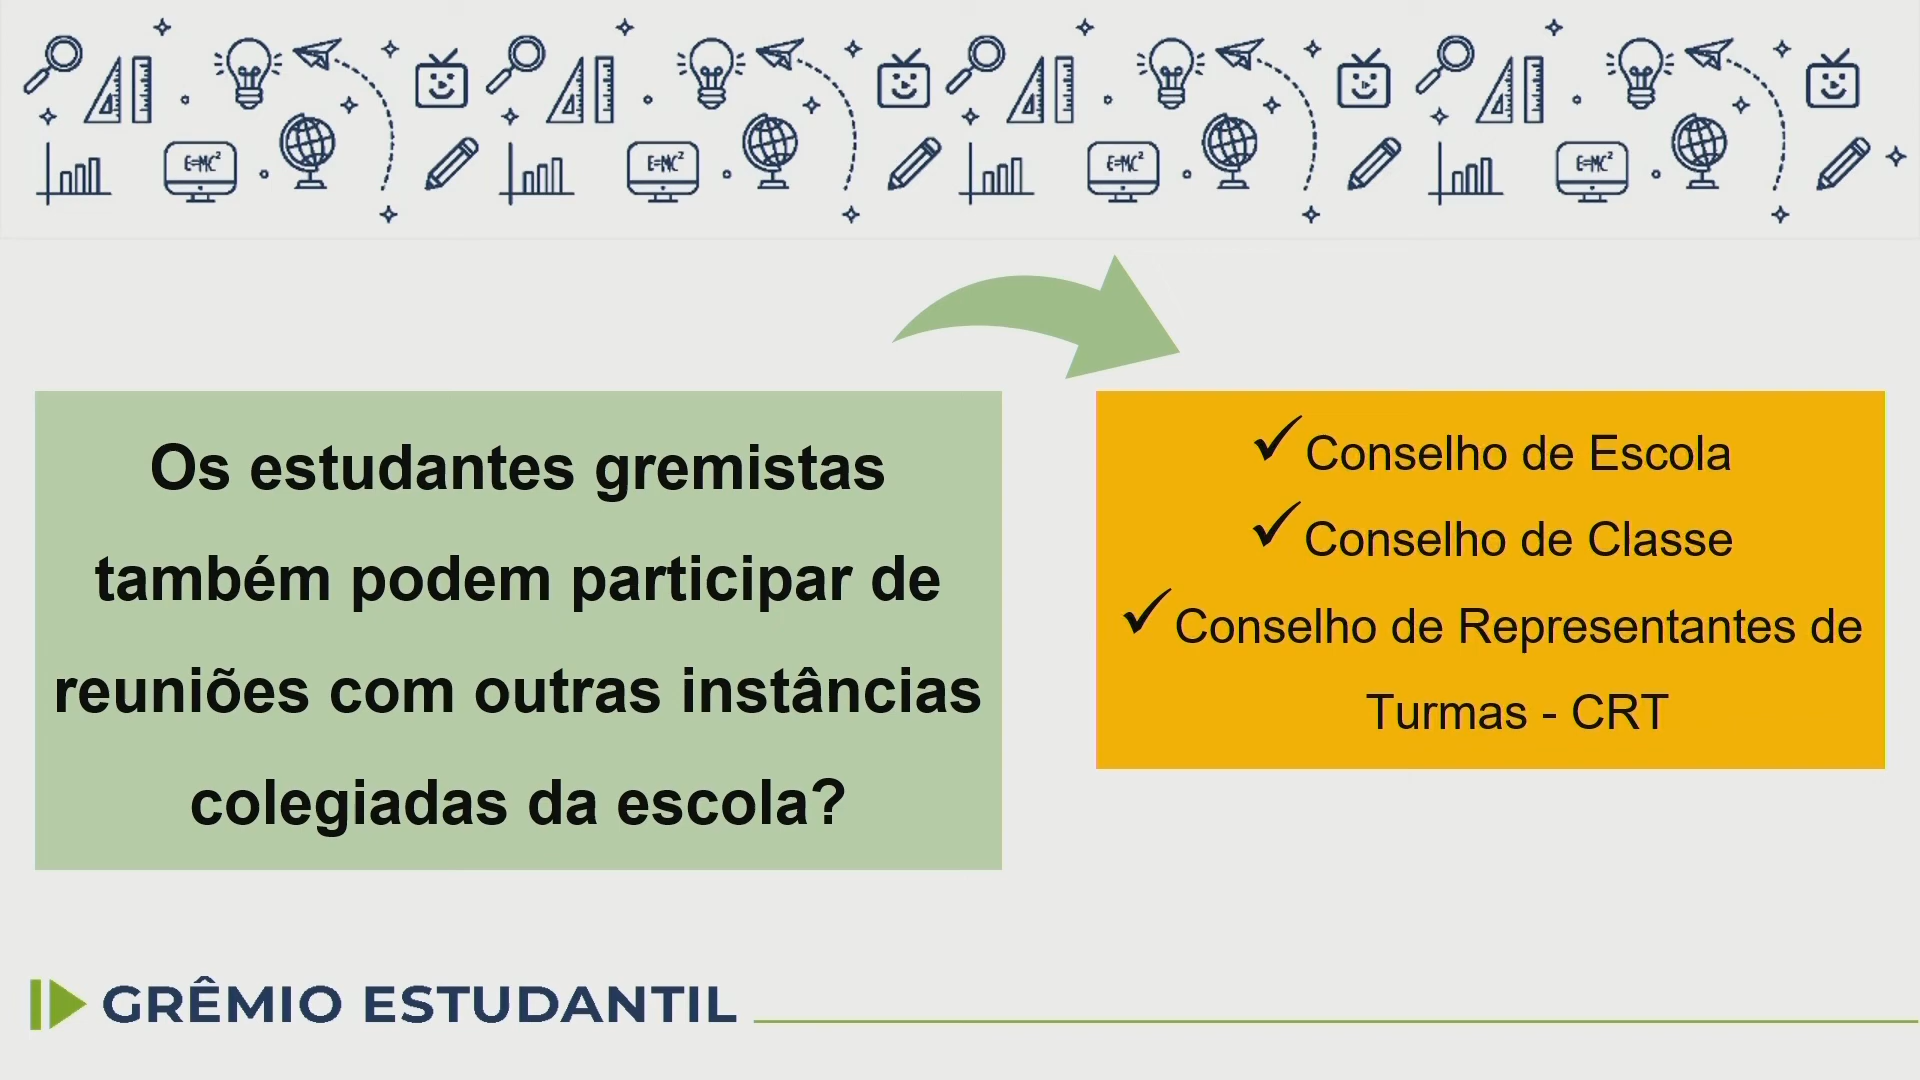 E=MC²
E=MC²
E=MC²
E=MC²
Os estudantes gremistas
também podem participar de
reuniões com outras instâncias
colegiadas da escola?
✓Conselho de Escola
✓Conselho de Classe
✓Conselho de Representantes de
Turmas - CRT
GRÊMIO ESTUDANTIL